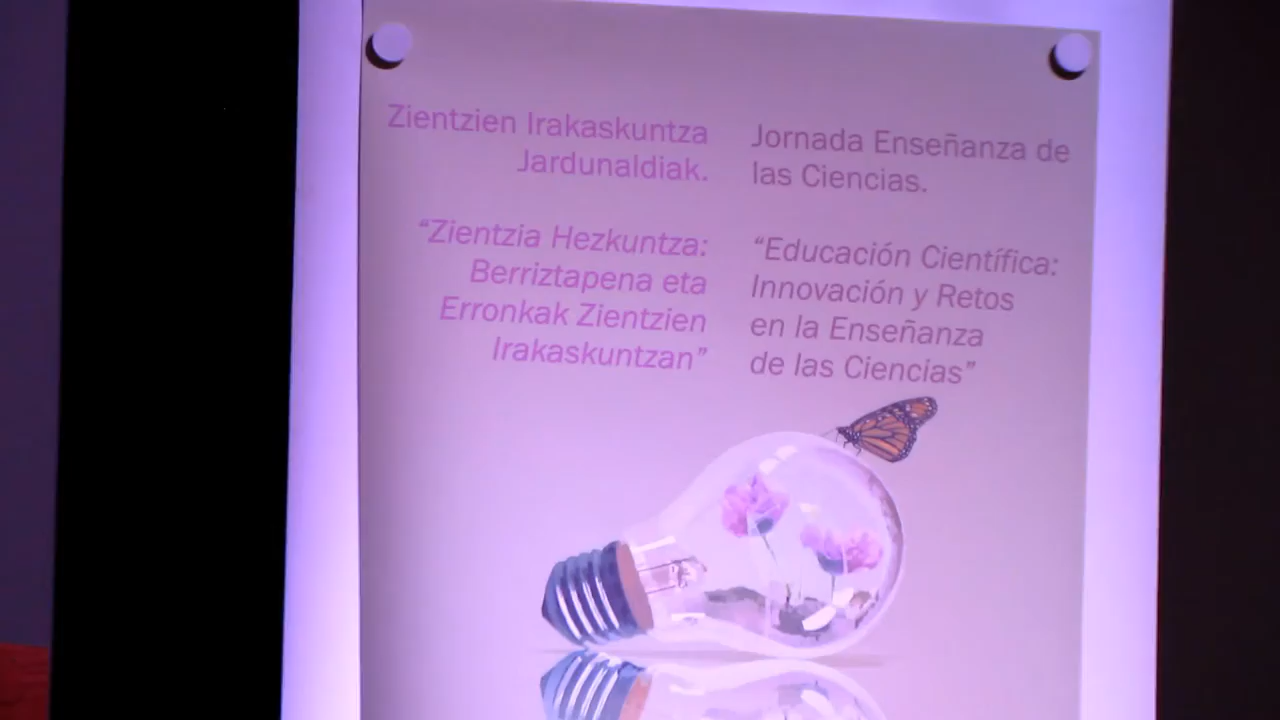 Zientzien Irakaskuntza
Jardunaldiak.
“Zientzia Hezkuntza:
Berriztapena eta
Erronkak Zientzien
Irakaskuntzan”
Jornada Enseñanza de
las Ciencias.
“Educación Científica:
Innovación y Retos
en la Enseñanza
de las Ciencias”